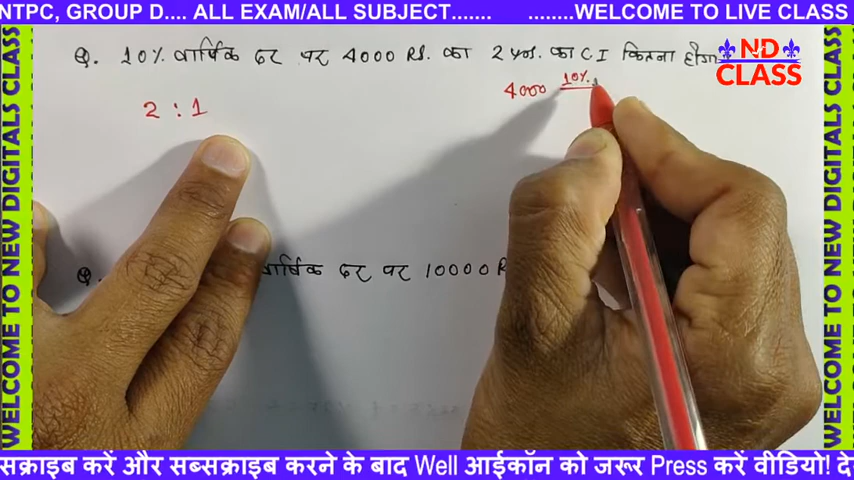 NTPC, GROUP D.... ALL EXAM/ALL SUBJECT....... .......WELCOME TO LIVE CLASS
Q. 10% वार्षिक दर पर 4000 RS. का 2 yrs. का CI कितना होगा
ND
CLASS
4000 10%
2 : 1
Q. वार्षिक दर पर 10000 R
WELCOME TO NEW DIGITALS CLASS
WELCOME TO NEW DIGITALS CLASS
सक्राइब करें और सब्सक्राइब करने के बाद Well आईकॉन को जरूर Press करें वीडियो! दे